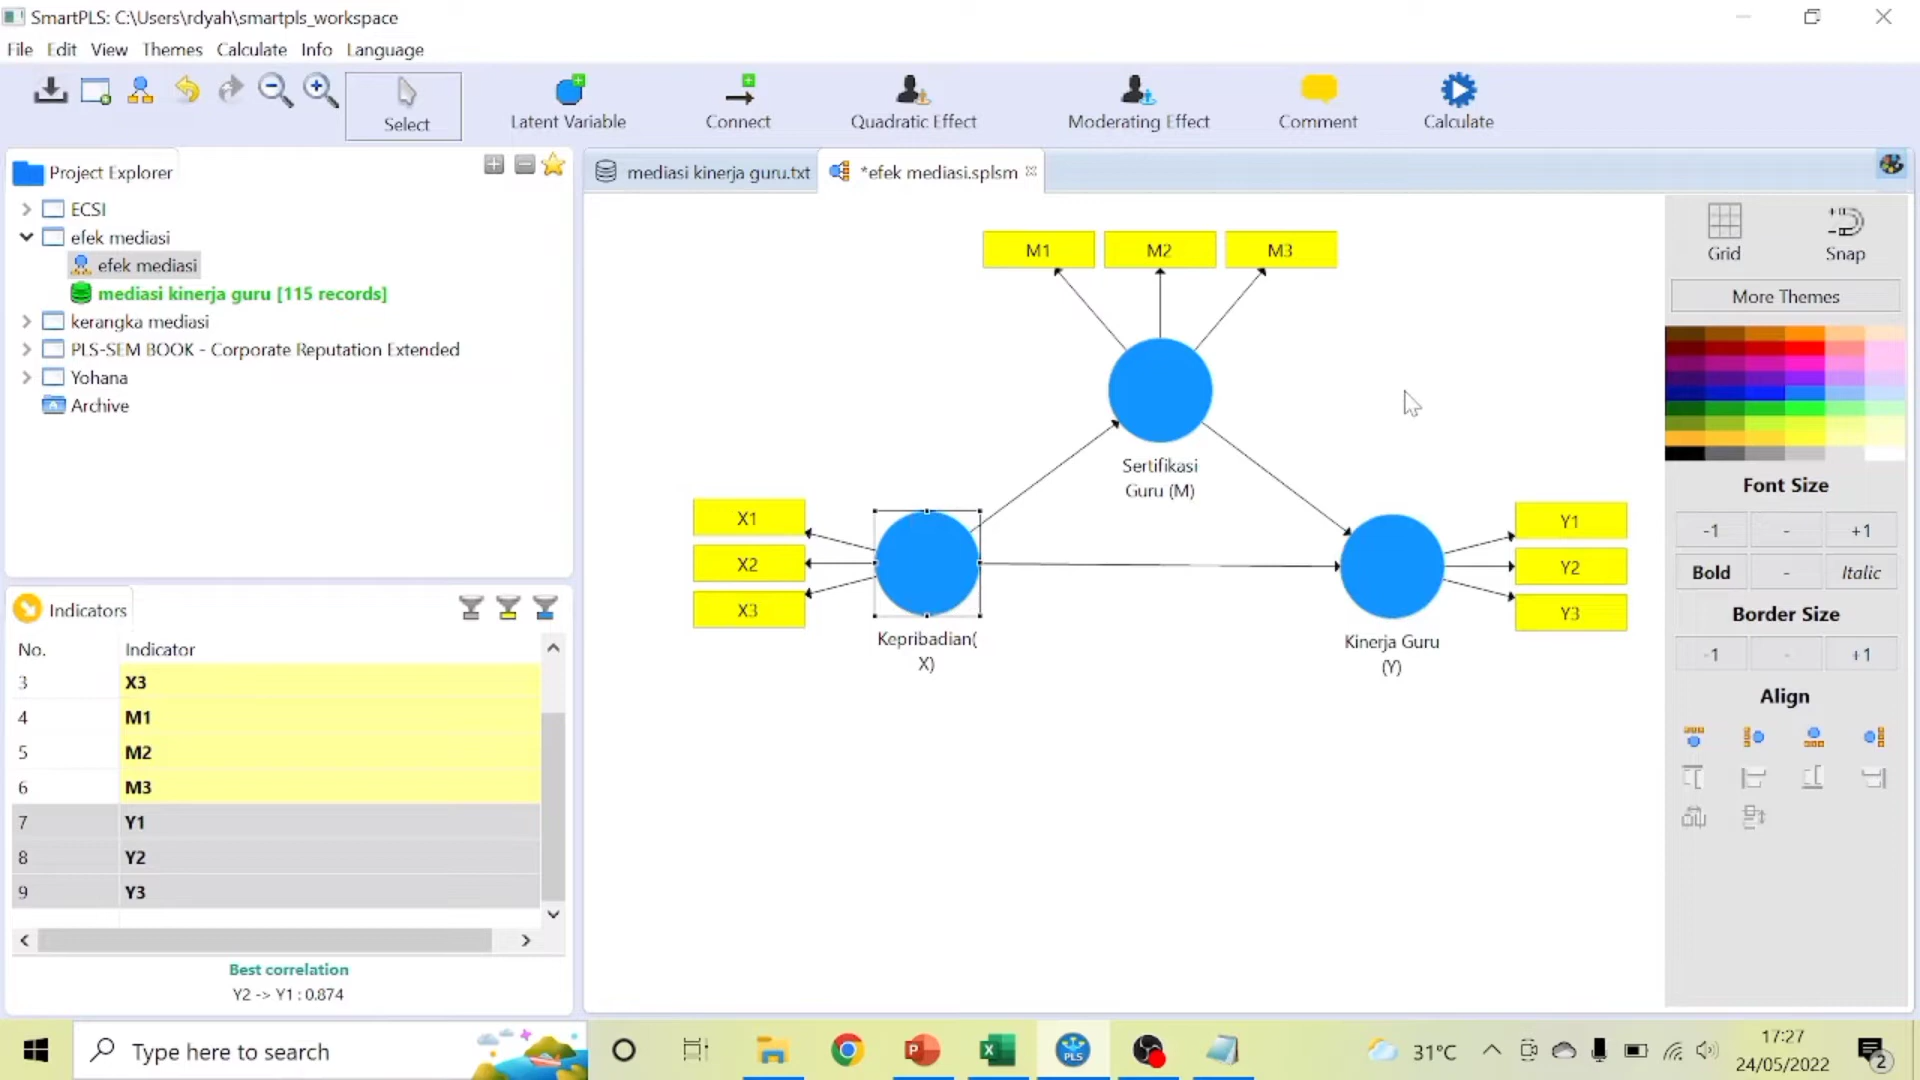 SmartPLS: C:\Users\rdyah\smartpls_workspace
File Edit View Themes Calculate Info Language
Select
Latent Variable
Connect
Quadratic Effect
Moderating Effect
Comment
Calculate
Project Explorer
ECSI
efek mediasi
efek mediasi
mediasi kinerja guru [115 records]
kerangka mediasi
PLS-SEM BOOK - Corporate Reputation Extended
Yohana
Archive
mediasi kinerja guru.txt
*efek mediasi.splsm
M1 M2 M3
Sertifikasi
Guru (M)
X1
X2
X3
Kepribadian(
X)
Y1
Y2
Y3
Kinerja Guru
(Y)
Grid Snap
More Themes
Font Size
-1 - +1
Bold - Italic
Border Size
-1 - +1
Align
Indicators
No. Indicator
3 X3
4 M1
5 M2
6 M3
7 Y1
8 Y2
9 Y3
Best correlation
Y2 -> Y1 : 0.874
Type here to search
PLS
31°C
17:27
24/05/2022
2